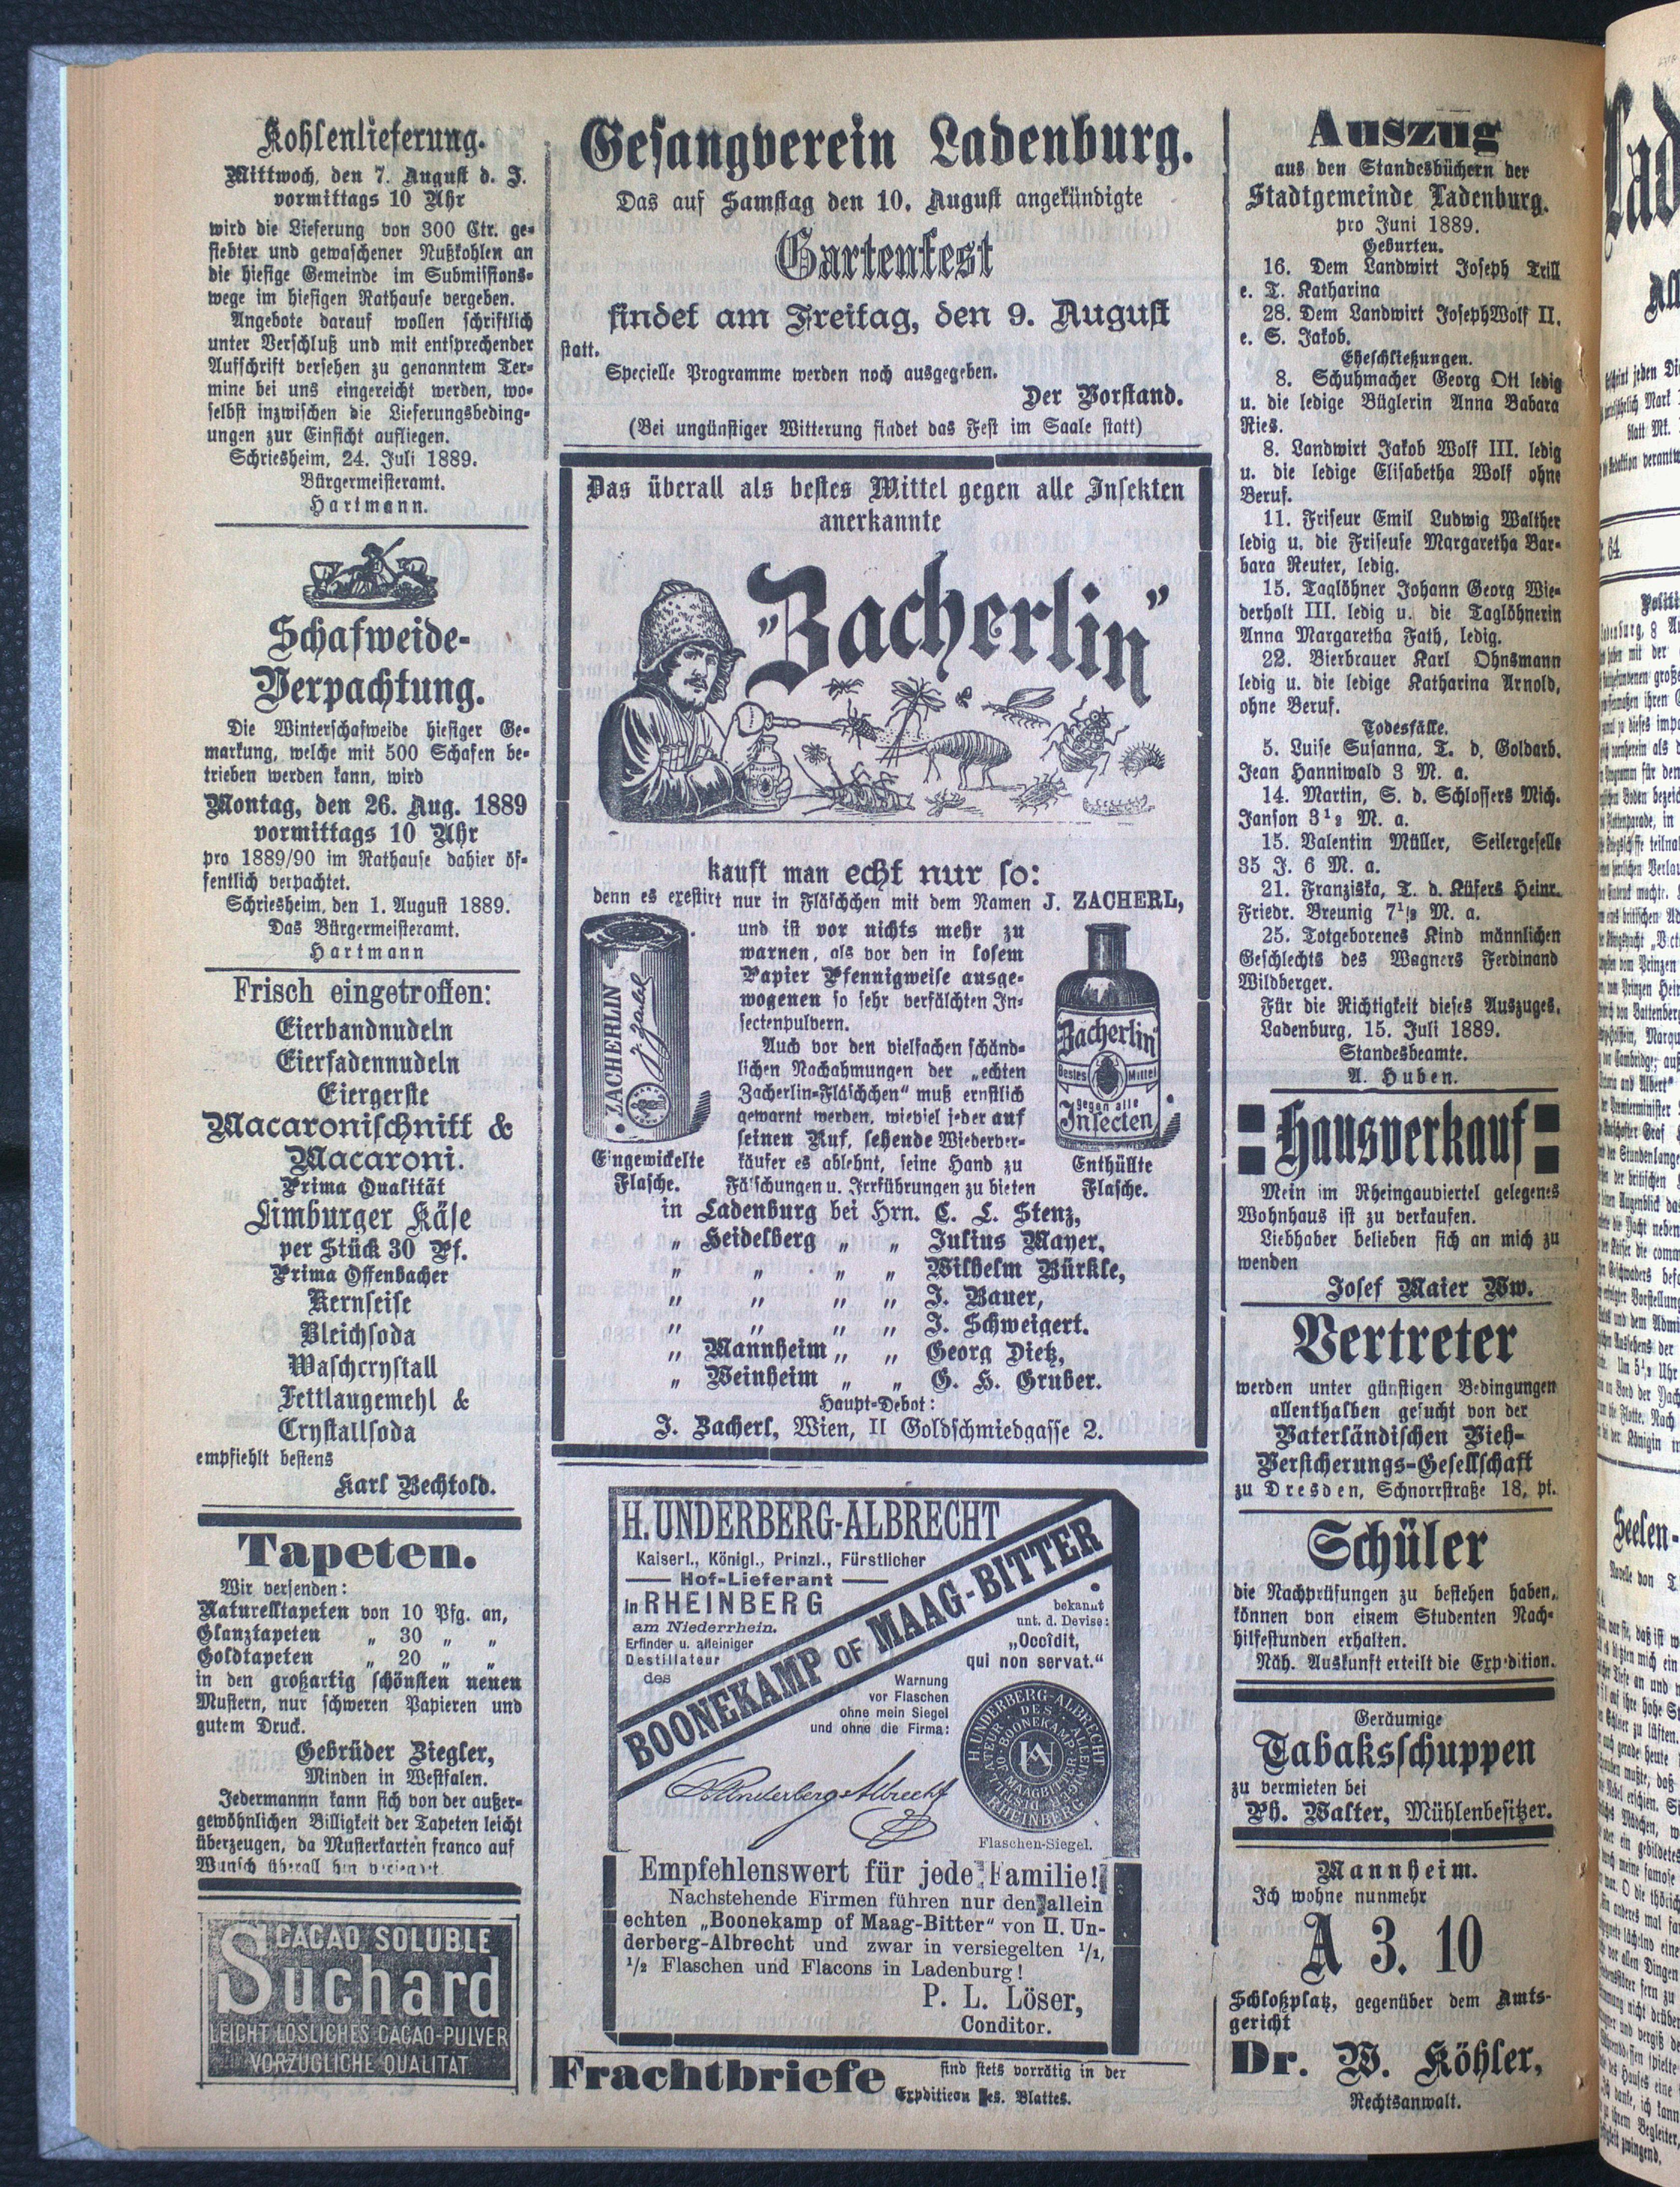 Kohlenlieferung.
Mittwoch, den 7. August d. J.
vormittags 10 Uhr
wird die Lieferung von 300 Ctr. ge-
siebter und gewaschener Nußkohlen an
die hiesige Gemeinde im Submissions-
wege im hiesigen Rathause vergeben.
Angebote darauf wollen schriftlich
unter Verschluß und mit entsprechender
Aufschrift versehen zu genanntem Ter-
mine bei uns eingereicht werden, wo-
selbst inzwischen die Lieferungsbeding-
ungen zur Einsicht aufliegen.
Schriesheim, 24. Juli 1889.
Bürgermeisteramt.
Hartmann.
Schafweide-
Verpachtung.
Die Winterschafweide hiesiger Ge-
markung, welche mit 500 Schafen be-
trieben werden kann, wird
Montag, den 26. Aug. 1889
vormittags 10 Uhr
pro 1889/90 im Rathause dahier öf-
fentlich verpachtet.
Schriesheim, den 1. August 1889.
Das Bürgermeisteramt.
Hartmann
Frisch eingetroffen:
Eierbandnudeln
Eierfadennudeln
Eiergerste
Macaronischnitt &
Macaroni.
Prima Qualität
Limburger Käse
per Stück 30 Pf.
Prima Offenbacher
Kernseife
Bleichsoda
Waschcrystall
Fettlaugemehl &
Crystallsoda
empfiehlt bestens
Karl Bechtold.
Tapeten.
Wir versenden:
Naturelltapeten von 10 Pfg. an,
Glanztapeten „ 30 „ „
Goldtapeten „ 20 „ „
in den großartig schönsten neuen
Mustern, nur schweren Papieren und
gutem Druck.
Gebrüder Ziegler,
Minden in Westfalen.
Jedermannn kann sich von der außer-
gewöhnlichen Billigkeit der Tapeten leicht
überzeugen, da Musterkarten franco auf
Wunsch überall hin
CACAO SOLUBLE
Suchard
LEICHT LÖSLICHES CACAO-PULVER
VORZÜGLICHE QUALITÄT
Gesangverein Ladenburg.
Das auf Samstag den 10. August angekündigte
Gartenfest
findet am Freitag, den 9. August
statt.
Specielle Programme werden noch ausgegeben.
Der Vorstand.
(Bei ungünstiger Witterung findet das Fest im Saale statt)
Das überall als bestes Mittel gegen alle Insekten
anerkannte
„Zacherlin”
kauft man echt nur so:
denn es exestirt nur in Fläschchen mit dem Namen J. ZACHERL,
und ist vor nichts mehr zu
warnen, als vor den in losem
Papier Pfennigweise ausge-
wogenen so sehr verfälchten In-
sectenpulvern.
Auch vor den vielfachen schänd-
lichen Nachahmungen der „echten
Zacherlin-Fläschchen“ muß ernstlich
gewarnt werden, wieviel jeder auf
seinen Ruf, sehende Wiederver-
käufer es ablehnt, seine Hand zu
Fälschungen u. Irrführungen zu bieten
ZACHERLIN
J. Zacherl
Eingewickelte
Flasche.
Zacherlin
Bestes Mittel
gegen alle
Insecten
Enthüllte
Flasche.
in Ladenburg bei Hrn. C. L. Stenz,
„ Heidelberg „ „ Julius Mayer,
„ „ „ „ Wilhelm Bürkle,
„ „ „ „ J. Bauer,
„ „ „ „ J. Schweigert.
„ Mannheim „ „ Georg Dietz,
„ Weinheim „ „ G. H. Gruber.
Haupt-Debot:
J. Zacherl, Wien, II Goldschmiedgasse 2.
H. UNDERBERG-ALBRECHT
Kaiserl., Königl., Prinzl., Fürstlicher
Hof-Lieferant
in RHEINBERG
am Niederrhein.
Erfinder u. alleiniger
Destillateur
des
BOONEKAMP OF MAAG-BITTER
bekannt
unt. d. Devise:
„Occidit,
qui non servat.“
Warnung
vor Flaschen
ohne mein Siegel
und ohne die Firma:
H. Underberg-Albrecht
H. UNDERBERG-ALBRECHT
RHEINBERG
Flaschen-Siegel.
Empfehlenswert für jede Familie!
Nachstehende Firmen führen nur den allein
echten „Boonekamp of Maag-Bitter“ von H. Un-
derberg-Albrecht und zwar in versiegelten 1/1,
1/2 Flaschen und Flacons in Ladenburg!
P. L. Löser,
Conditor.
Frachtbriefe sind stets vorrätig in der
Expdition des. Blattes.
Auszug
aus den Standesbüchern der
Stadtgemeinde Ladenburg.
pro Juni 1889.
Geburten.
16. Dem Landwirt Joseph Trill
e. T. Katharina
28. Dem Landwirt Joseph Wolf II.
e. S. Jakob.
Eheschließungen.
8. Schuhmacher Georg Ott ledig
u. die ledige Büglerin Anna Babara
Ries.
8. Landwirt Jakob Wolf III. ledig
u. die ledige Elisabetha Wolf ohne
Beruf.
11. Friseur Emil Ludwig Walther
ledig u. die Friseuse Margaretha Bar-
bara Reuter, ledig.
15. Taglöhner Johann Georg Wie-
derholt III. ledig u. die Taglöhnerin
Anna Margaretha Fath, ledig.
22. Bierbrauer Karl Ohnsmann
ledig u. die ledige Katharina Arnold,
ohne Beruf.
Todesfälle.
5. Luise Susanna, T. d. Goldarb.
Jean Hanniwald 3 M. a.
14. Martin, S. d. Schlossers Mich.
Janson 3 1/2 M. a.
15. Valentin Müller, Seilergeselle
35 J. 6 M. a.
21. Franziska, T. d. Küfers Heinr.
Friedr. Breunig 7 1/2 M. a.
25. Totgeborenes Kind männlichen
Geschlechts des Wagners Ferdinand
Wildberger.
Für die Richtigkeit dieses Auszuges.
Ladenburg, 15. Juli 1889.
Standesbeamte.
A. Huben.
Hausverkauf
Mein im Rheingauviertel gelegenes
Wohnhaus ist zu verkaufen.
Liebhaber belieben sich an mich zu
wenden
Josef Maier Ww.
Vertreter
werden unter günstigen Bedingungen
allenthalben gesucht von der
Vaterländischen Vieh-
Versicherungs-Gesellschaft
zu Dresden, Schnorrstraße 18, pt.
Schüler
die Nachprüfungen zu bestehen haben,
können von einem Studenten Nach-
hilfestunden erhalten.
Näh. Auskunft erteilt die Expdition.
Geräumige
Tabaksschuppen
zu vermieten bei
Ph. Walter, Mühlenbesitzer.
Mannheim.
Ich wohne nunmehr
A 3. 10
Schloßplatz, gegenüber dem Amts-
gericht
Dr. W. Köhler,
Rechtsanwalt.